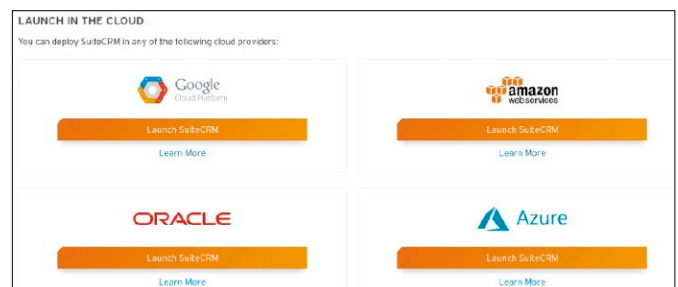 LAUNCH IN THE CLOUD
You can deploy SuiteCRM in any of the following cloud providers:
Google
Cloud Platform
Launch SuiteCRM
Learn More
amazon
webservices
Launch SuiteCRM
Learn More
ORACLE
Launch SuiteCRM
Learn More
Azure
Launch SuiteCRM
Learn More